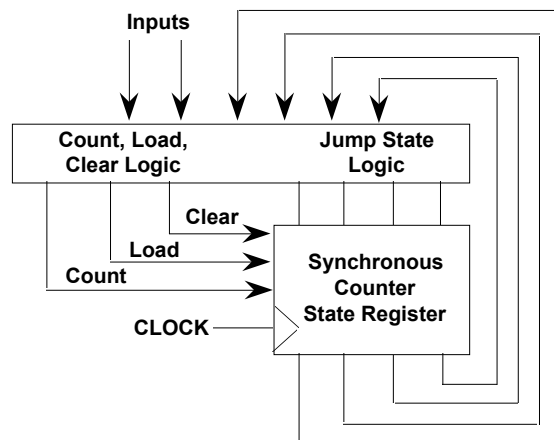 Inputs
Count, Load,
Clear Logic
Jump State
Logic
Clear
Load
Count
Synchronous
Counter
State Register
CLOCK